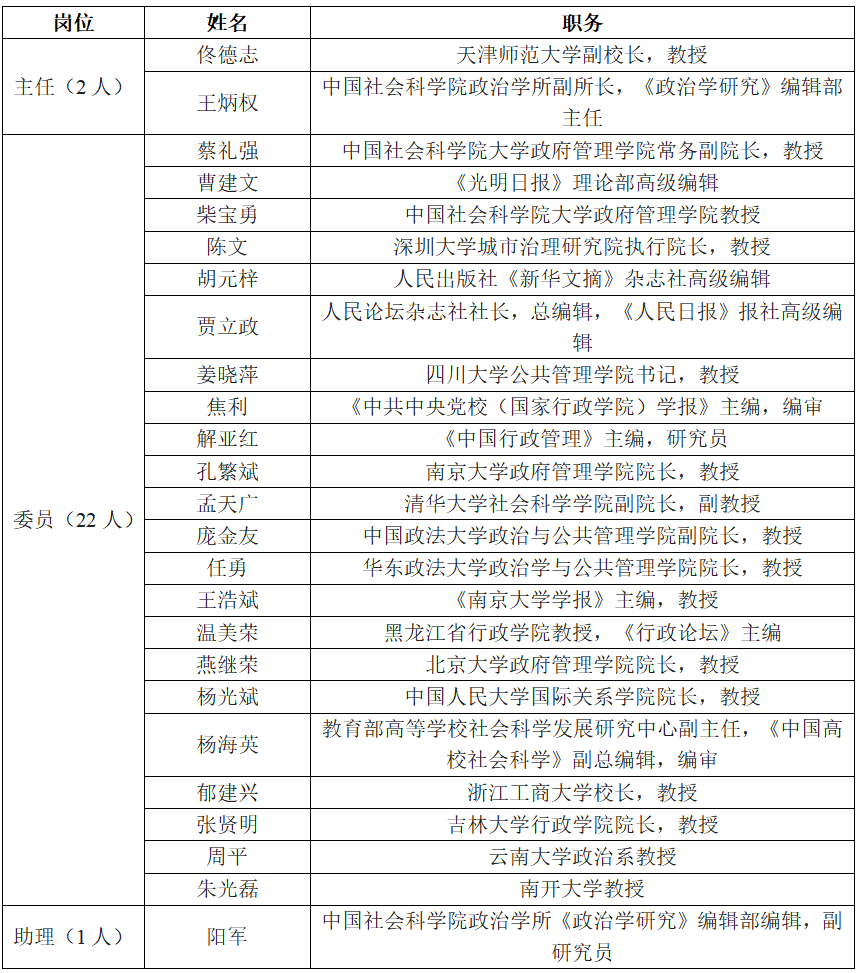 岗位 姓名 职务
主任（2 人） 佟德志 天津师范大学副校长，教授
王炳权 中国社会科学院政治学所副所长，《政治学研究》编辑部
主任
委员（22 人） 蔡礼强 中国社会科学院大学政府管理学院常务副院长，教授
曹建文 《光明日报》理论部高级编辑
柴宝勇 中国社会科学院大学政府管理学院教授
陈文 深圳大学城市治理研究院执行院长，教授
胡元梓 人民出版社《新华文摘》杂志社高级编辑
贾立政 人民论坛杂志社社长，总编辑，《人民日报》报社高级编
辑
姜晓萍 四川大学公共管理学院书记，教授
焦利 《中共中央党校（国家行政学院）学报》主编，编审
解亚红 《中国行政管理》主编，研究员
孔繁斌 南京大学政府管理学院院长，教授
孟天广 清华大学社会科学学院副院长，副教授
庞金友 中国政法大学政治与公共管理学院副院长，教授
任勇 华东政法大学政治学与公共管理学院院长，教授
王浩斌 《南京大学学报》主编，教授
温美荣 黑龙江省行政学院教授，《行政论坛》主编
燕继荣 北京大学政府管理学院院长，教授
杨光斌 中国人民大学国际关系学院院长，教授
杨海英 教育部高等学校社会科学发展研究中心副主任，《中国高
校社会科学》副总编辑，编审
郁建兴 浙江工商大学校长，教授
张贤明 吉林大学行政学院院长，教授
周平 云南大学政治系教授
朱光磊 南开大学教授
助理（1 人） 阳军 中国社会科学院政治学所《政治学研究》编辑部编辑，副
研究员